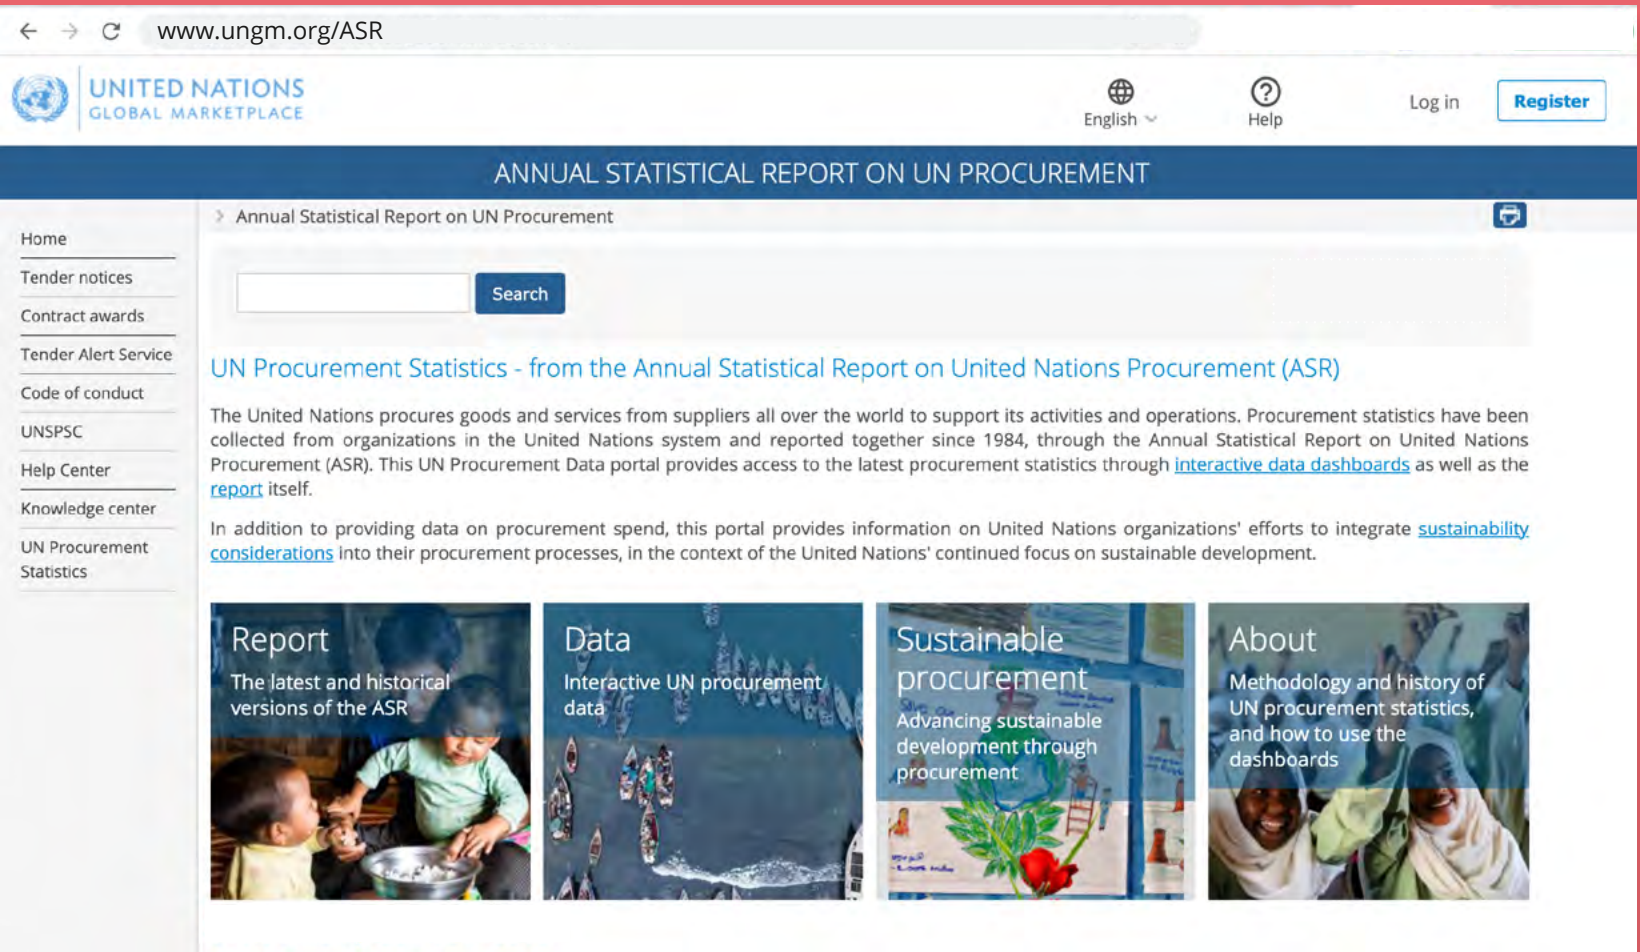 www.ungm.org/ASR
UNITED NATIONS
GLOBAL MARKETPLACE
English
Help
Log in
Register
ANNUAL STATISTICAL REPORT ON UN PROCUREMENT
Annual Statistical Report on UN Procurement
Home
Tender notices
Contract awards
Tender Alert Service
Code of conduct
UNSPSC
Help Center
Knowledge center
UN Procurement
Statistics
Search
UN Procurement Statistics - from the Annual Statistical Report on United Nations Procurement (ASR)
The United Nations procures goods and services from suppliers all over the world to support its activities and operations. Procurement statistics have been
collected from organizations in the United Nations system and reported together since 1984, through the Annual Statistical Report on United Nations
Procurement (ASR). This UN Procurement Data portal provides access to the latest procurement statistics through interactive data dashboards as well as the
report itself.
In addition to providing data on procurement spend, this portal provides information on United Nations organizations' efforts to integrate sustainability
considerations into their procurement processes, in the context of the United Nations' continued focus on sustainable development.
Report
The latest and historical
versions of the ASR
Data
Interactive UN procurement
data
Sustainable
procurement
Advancing sustainable
development through
procurement
About
Methodology and history of
UN procurement statistics,
and how to use the
dashboards